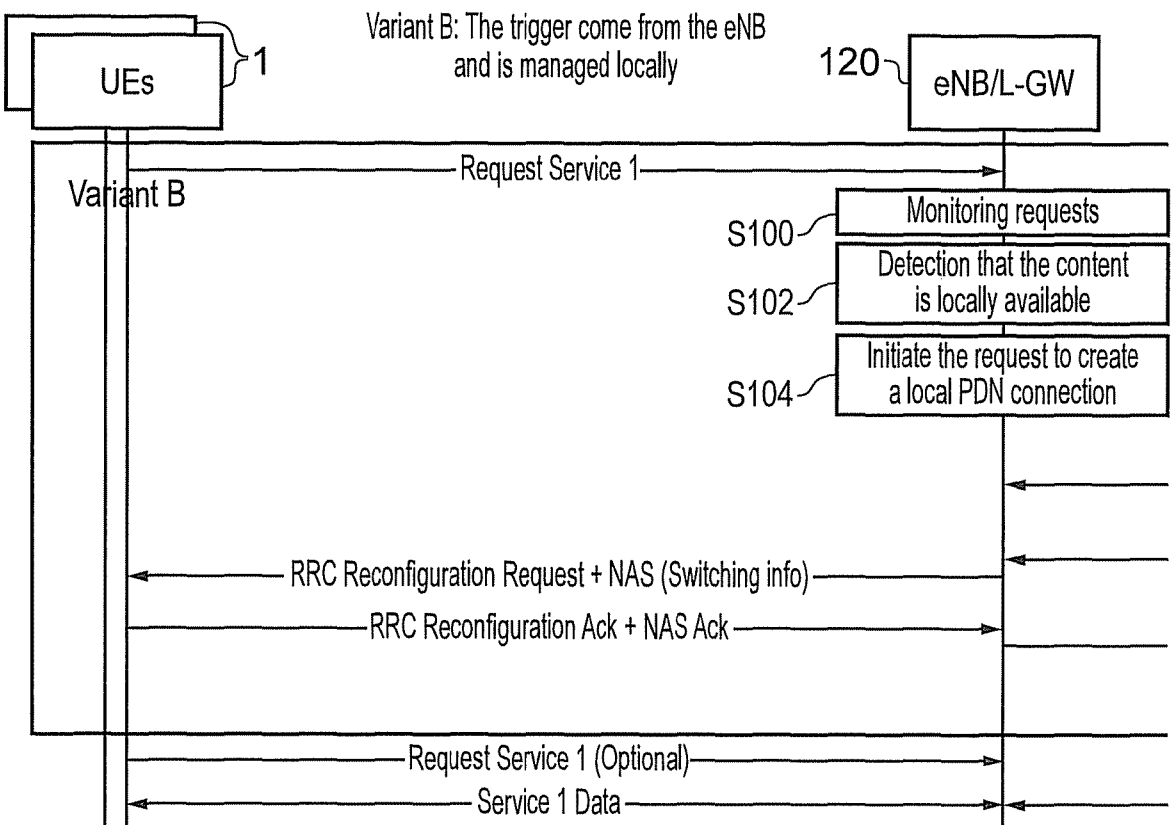 Variant B: The trigger come from the eNB
and is managed locally
UEs
1
120
eNB/L-GW
Request Service 1
Variant B
S100
Monitoring requests
S102
Detection that the content
is locally available
S104
Initiate the request to create
a local PDN connection
RRC Reconfiguration Request + NAS (Switching info)
RRC Reconfiguration Ack + NAS Ack
Request Service 1 (Optional)
Service 1 Data